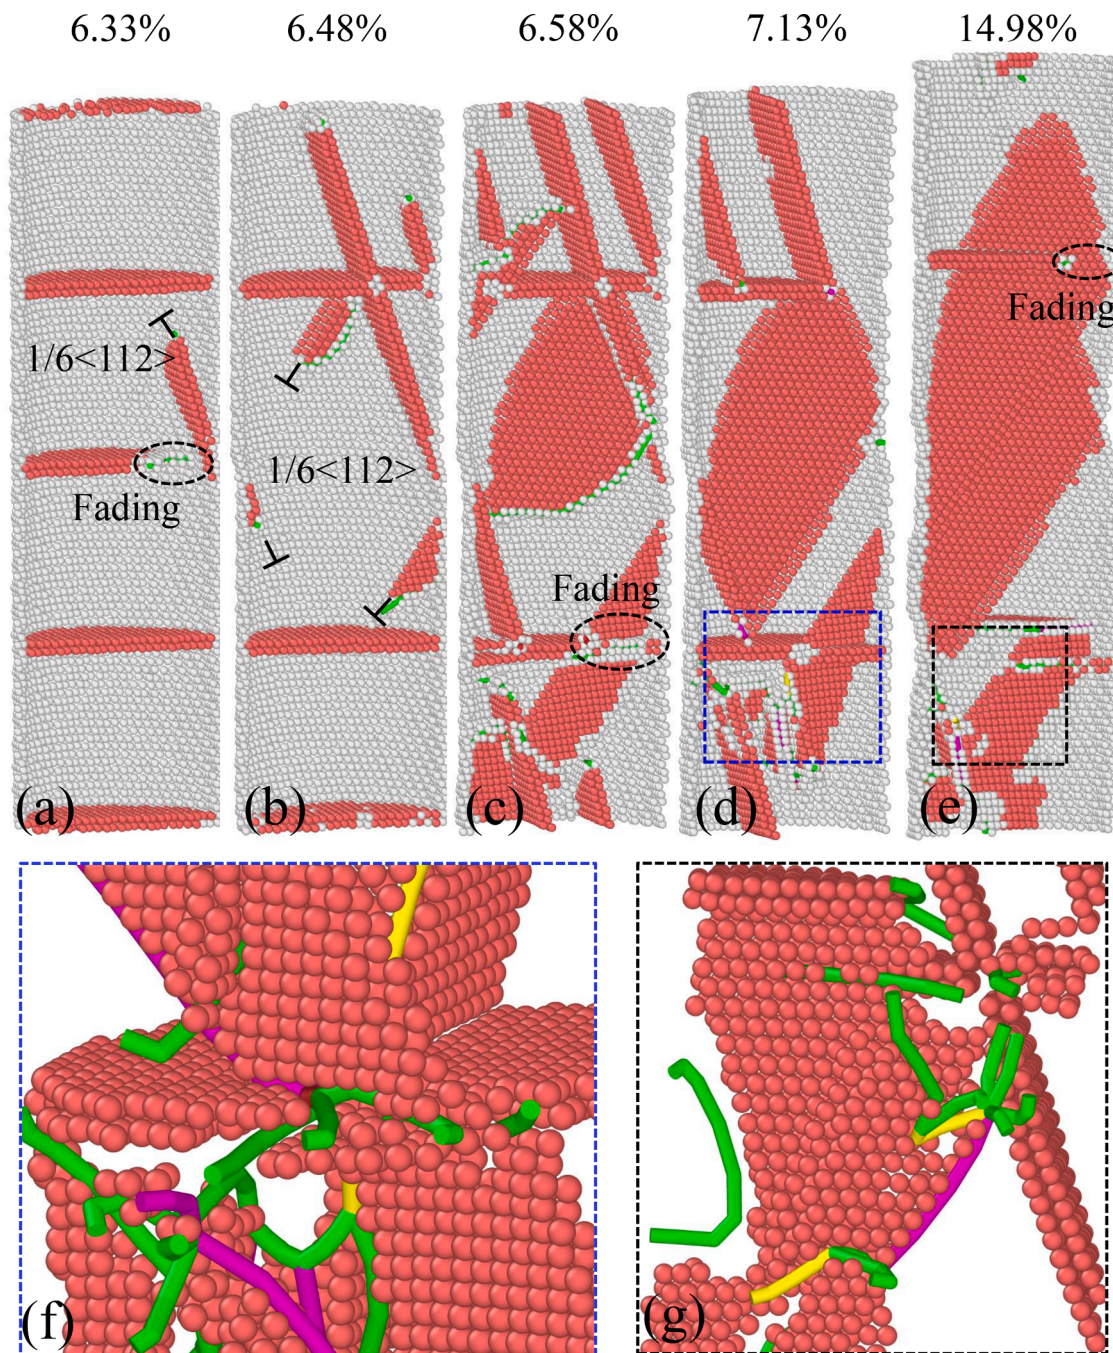 6.33% 6.48% 6.58% 7.13% 14.98%
Fading
1/6<112>
1/6<112>
Fading
Fading
(a) (b) (c) (d) (e)
(f) (g)